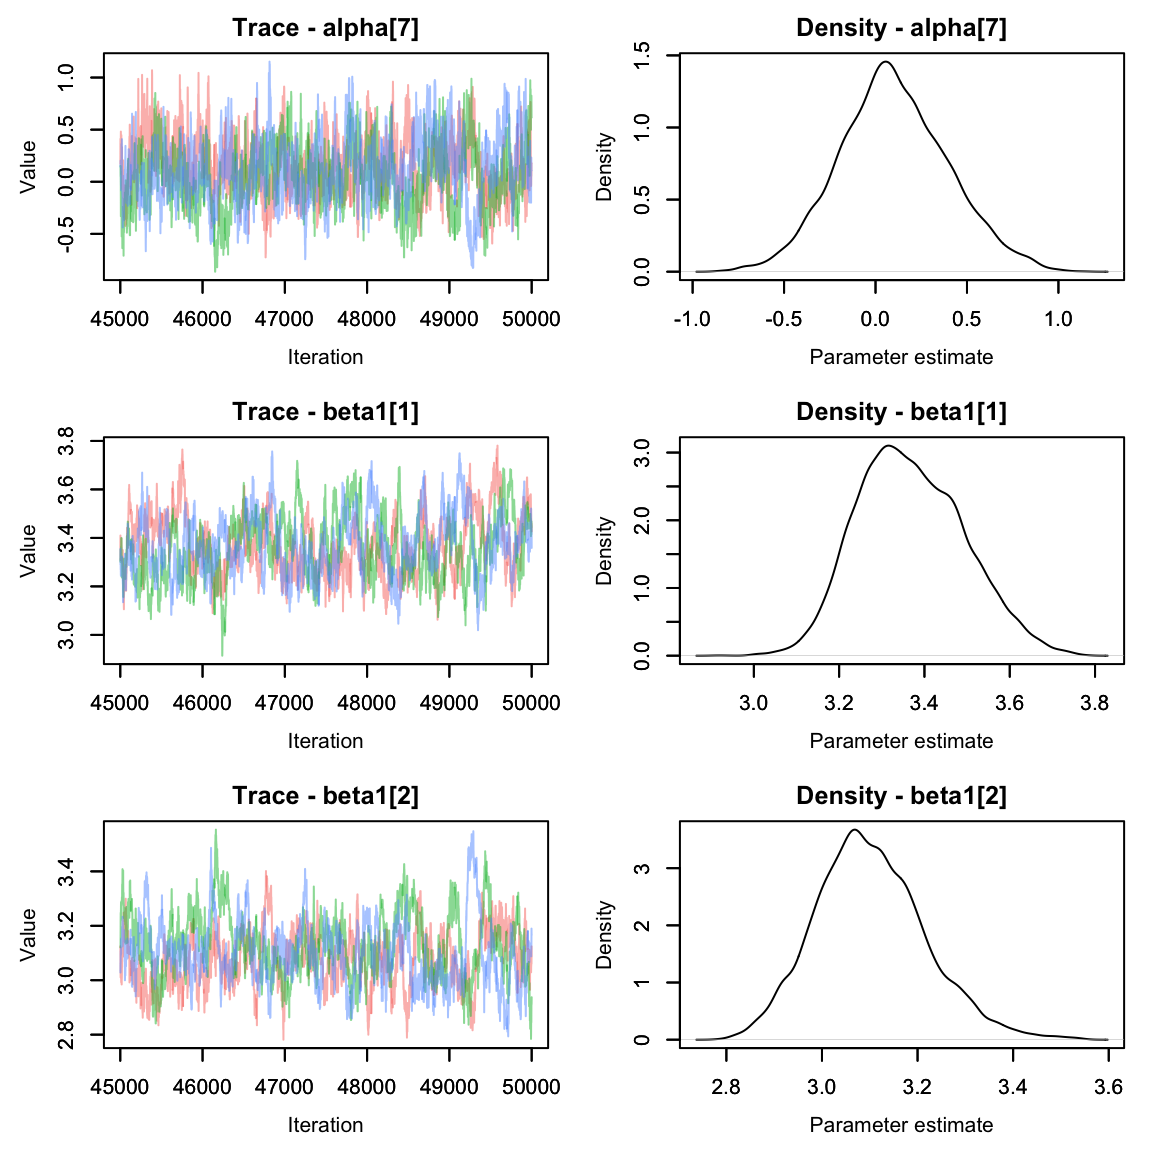 Trace - alpha[7]
Value
-0.5 0.0 0.5 1.0
45000 46000 47000 48000 49000 50000
Iteration
Density - alpha[7]
Density
0.0 0.5 1.0 1.5
-1.0 -0.5 0.0 0.5 1.0
Parameter estimate
Trace - beta1[1]
Value
3.0 3.2 3.4 3.6 3.8
45000 46000 47000 48000 49000 50000
Iteration
Density - beta1[1]
Density
0.0 1.0 2.0 3.0
3.0 3.2 3.4 3.6 3.8
Parameter estimate
Trace - beta1[2]
Value
2.8 3.0 3.2 3.4
45000 46000 47000 48000 49000 50000
Iteration
Density - beta1[2]
Density
0 1 2 3
2.8 3.0 3.2 3.4 3.6
Parameter estimate